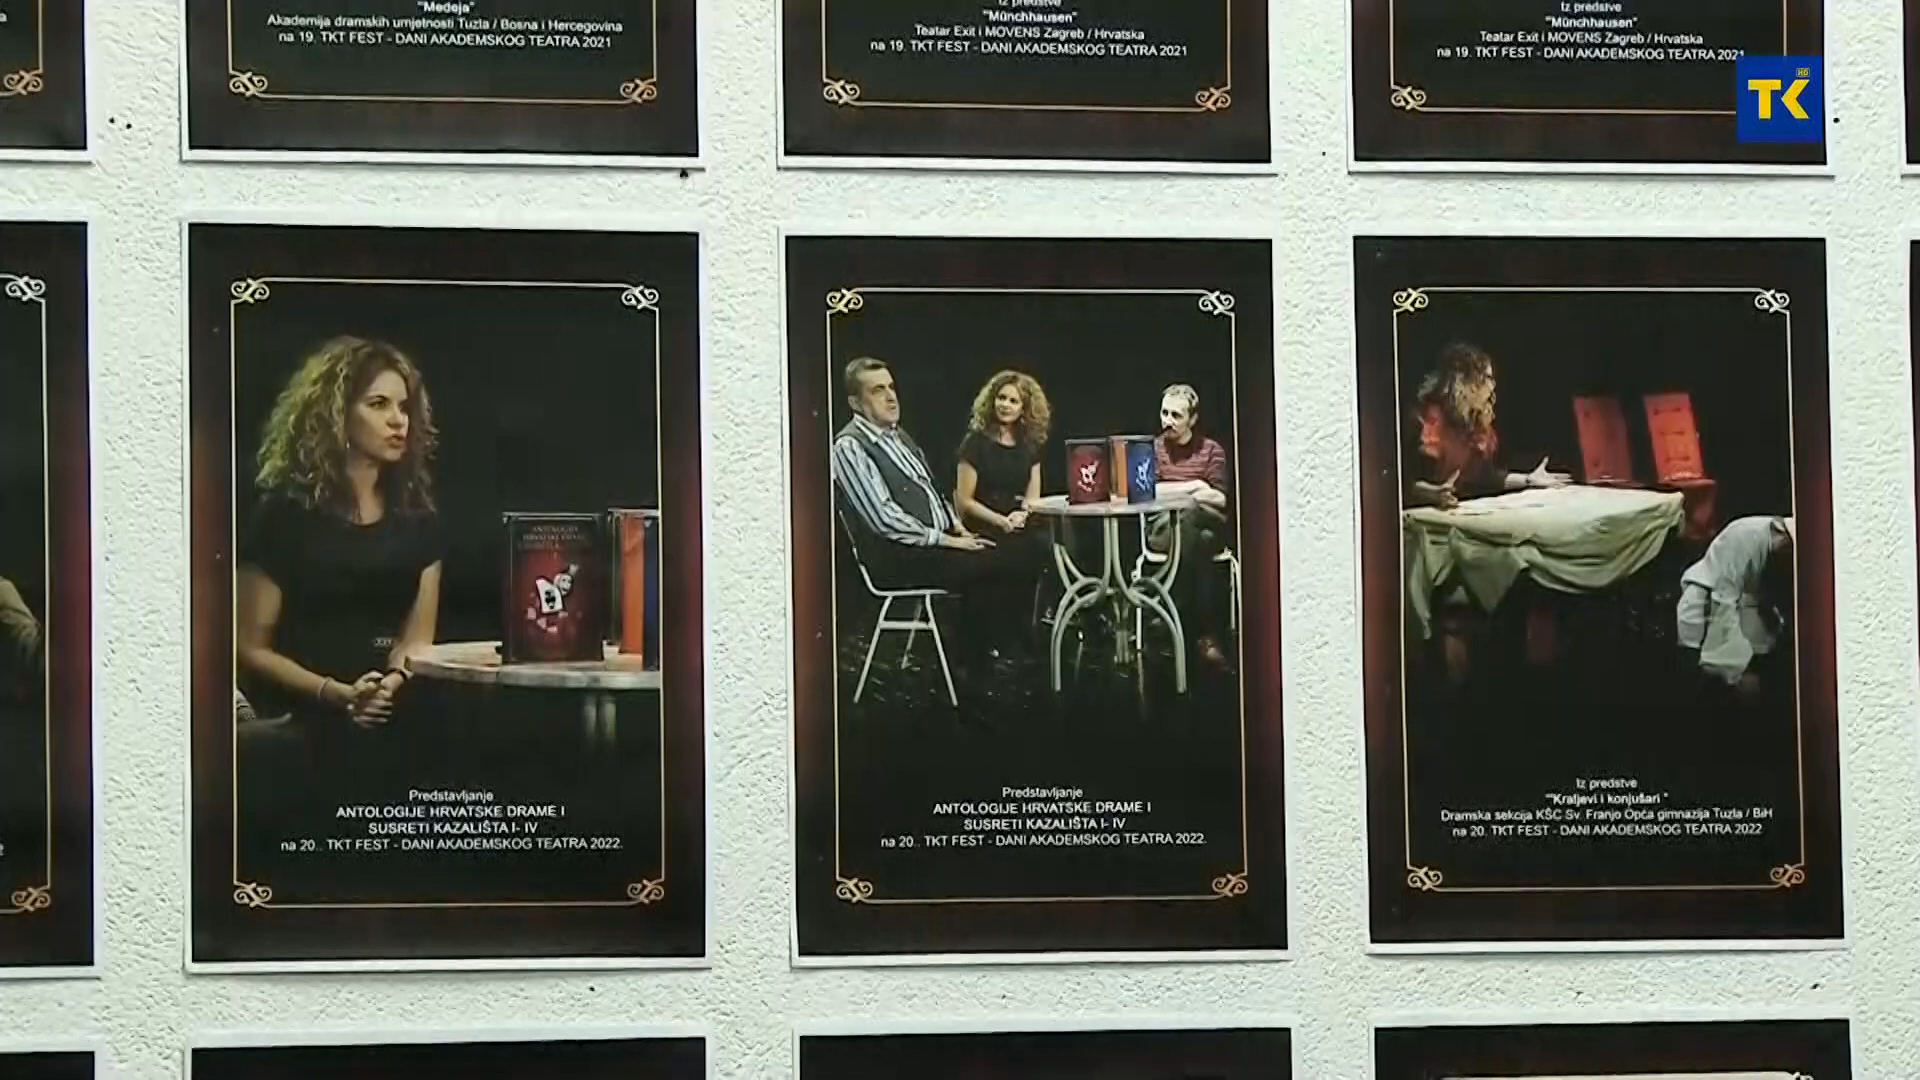 "Medeja"
Akademija dramskih umjetnosti Tuzla / Bosna i Hercegovina
na 19. TKT FEST - DANI AKADEMSKOG TEATRA 2021
Iz predstve
"Münchhausen"
Teatar Exit i MOVENS Zagreb / Hrvatska
na 19. TKT FEST - DANI AKADEMSKOG TEATRA 2021
Iz predstve
"Münchhausen"
Teatar Exit i MOVENS Zagreb / Hrvatska
na 19. TKT FEST - DANI AKADEMSKOG TEATRA 2021
TK
HD
ANTOLOGIJA
HRVATSKE DRAME
Predstavljanje
ANTOLOGIJE HRVATSKE DRAME I
SUSRETI KAZALIŠTA I- IV
na 20.. TKT FEST - DANI AKADEMSKOG TEATRA 2022.
Predstavljanje
ANTOLOGIJE HRVATSKE DRAME I
SUSRETI KAZALIŠTA I- IV
na 20.. TKT FEST - DANI AKADEMSKOG TEATRA 2022.
Iz predstve
"Kraljevi i konjušari "
Dramska sekcija KŠC Sv. Franjo Opća gimnazija Tuzla / BiH
na 20. TKT FEST - DANI AKADEMSKOG TEATRA 2022